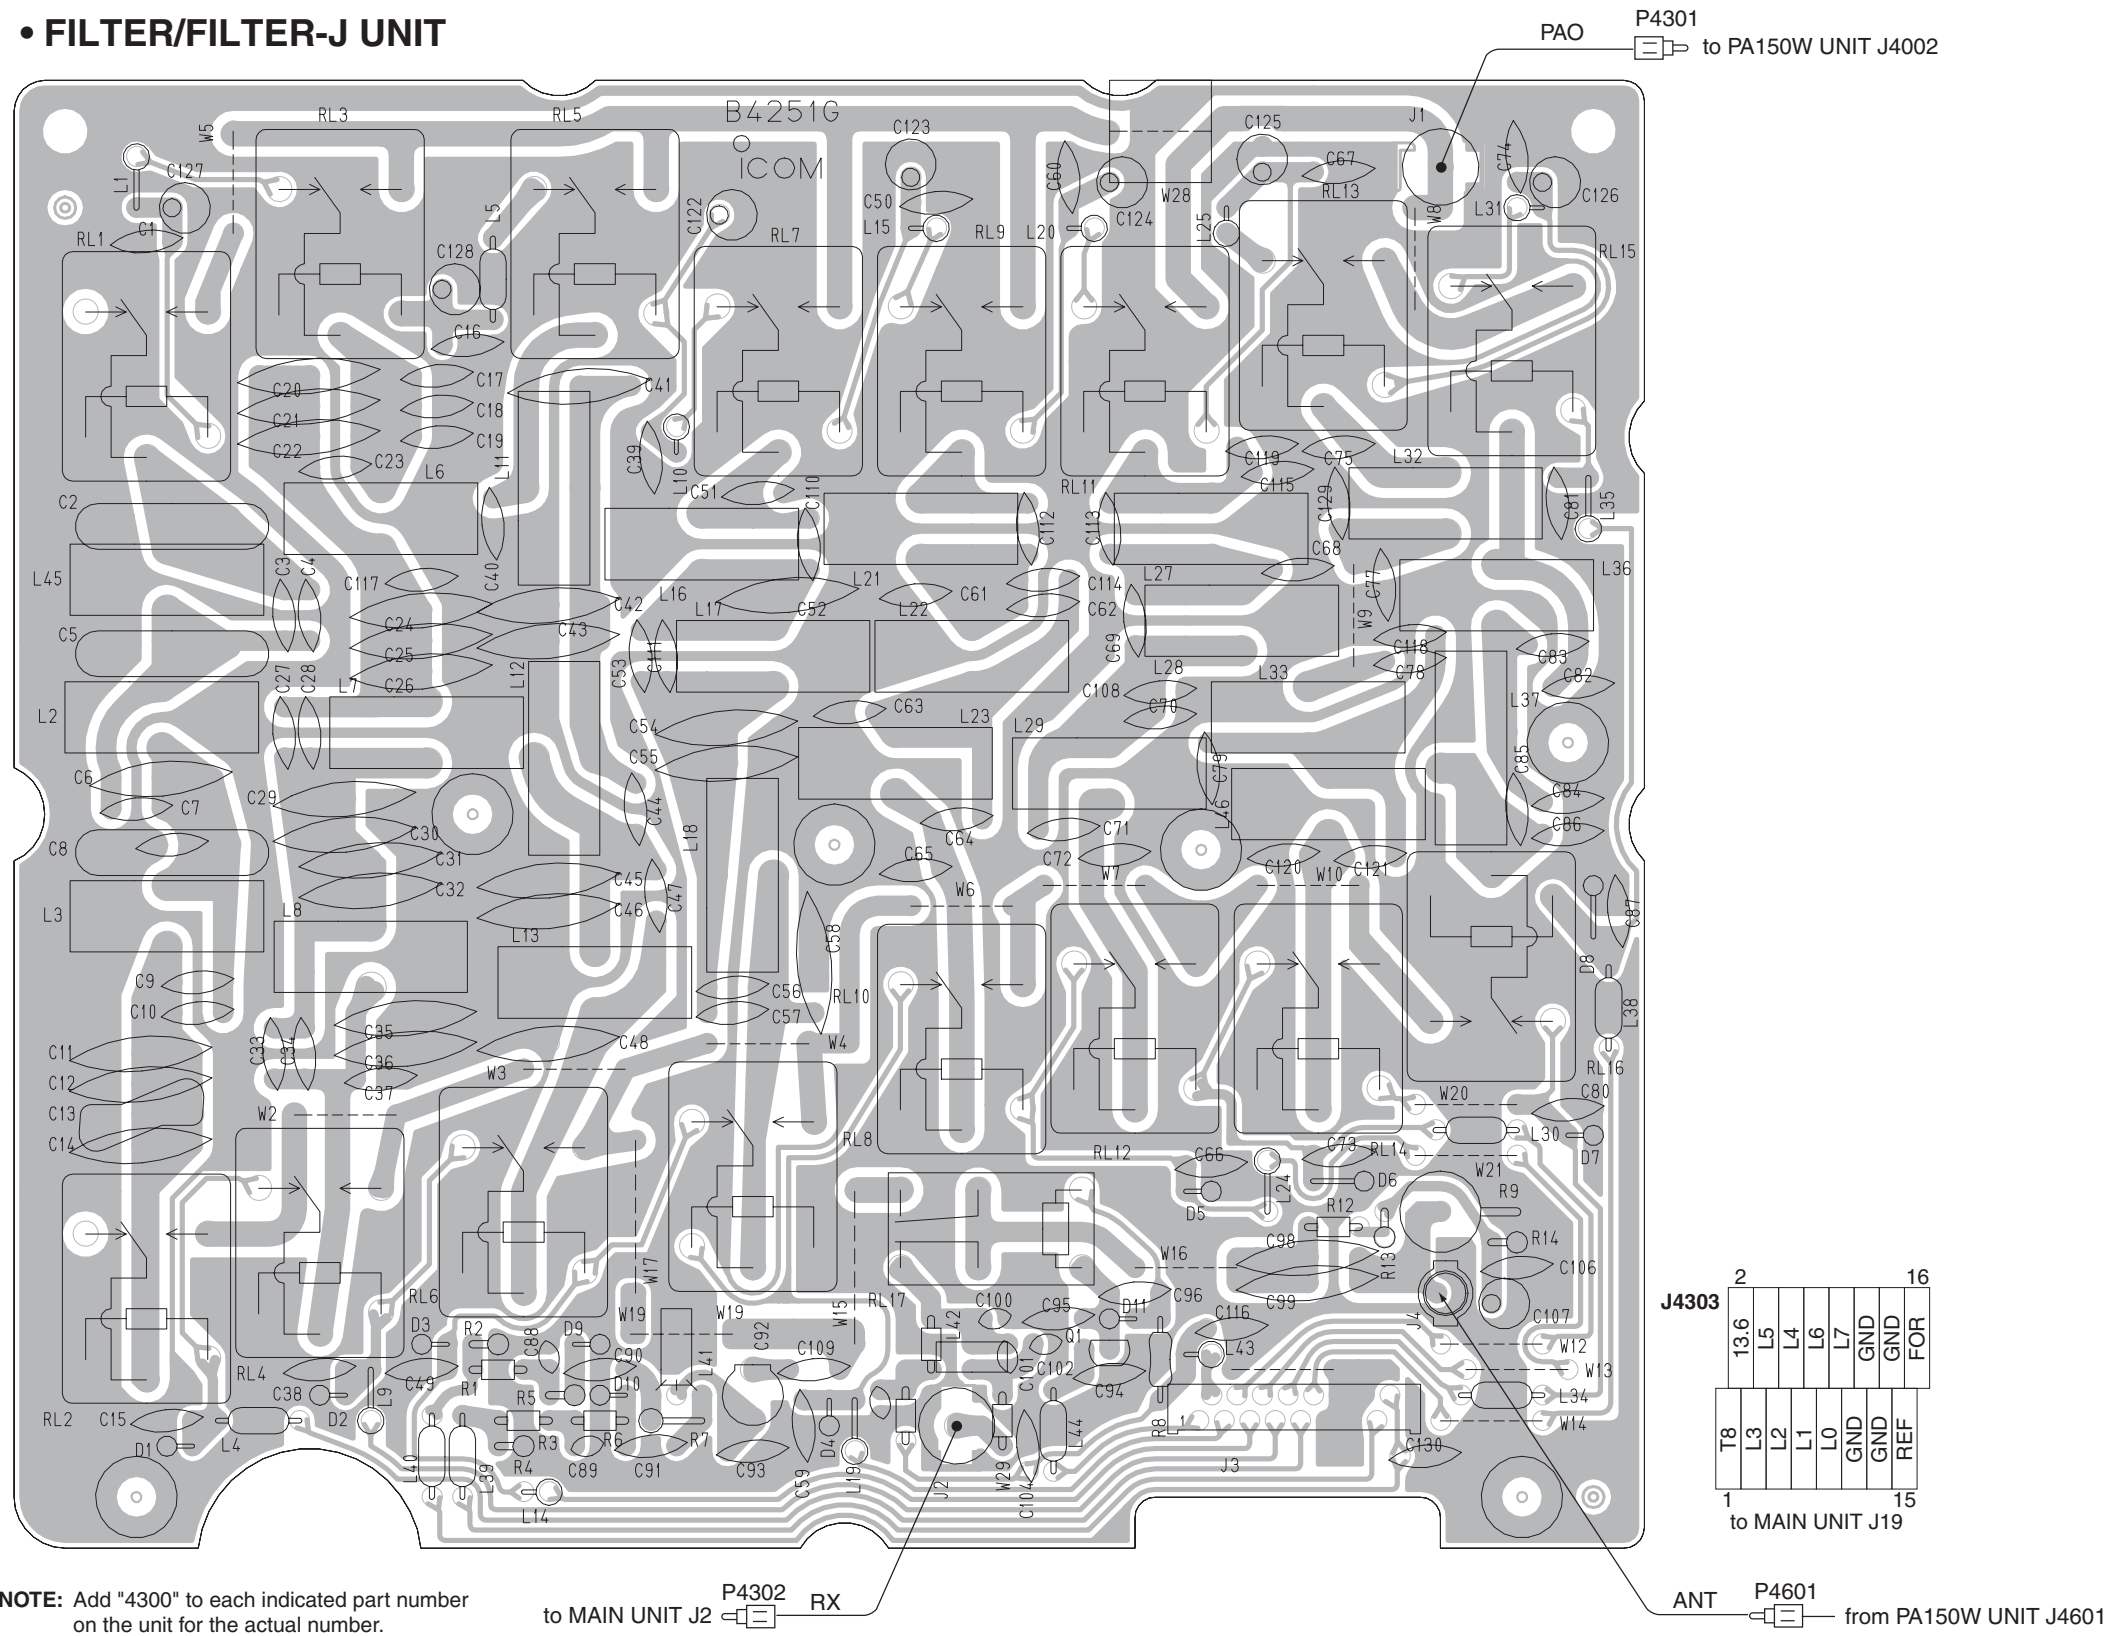 • FILTER/FILTER-J UNIT
P4301
PAO
to PA150W UNIT J4002
B4251G
iCOM
RL3
RL5
W5
C123
C125
J1
C60
C67
C74
L1
C127
W28
RL13
C126
C122
C50
L5
L15
RL9
L20
C124
L25
W8
L31
C1
RL1
RL7
C128
RL15
C16
C20
C17
C41
C21
C18
C22
C19
C39
C23
L6
L11
L10
C51
C110
RL11
C119
C75
L32
C115
C129
C2
C112
C113
C81
L35
L45
C3
C4
C117
C40
C68
L27
C77
L36
C42
L16
L17
C52
L21
L22
C61
C114
C62
W9
C24
C43
C5
C25
C53
C111
C69
C118
C83
C27
C28
L7
C26
L12
C108
L28
L33
C78
C82
L2
C54
C63
L23
L29
C70
L37
C55
C6
C7
C29
C44
C79
C85
C84
C30
L18
C64
C71
L46
C86
C8
C31
C65
C72
W7
C120
W10
C121
C32
C45
C47
W6
L3
L8
C46
L13
C58
C87
D8
C9
C56
RL10
C10
C57
L38
C35
C11
C33
C34
C48
W4
C36
W3
RL16
C12
C37
W20
C80
C13
W2
C14
RL8
RL12
C66
C73
RL14
L30
D7
W21
L24
D6
R9
D5
R12
R14
W17
W16
C98
R13
C106
C99
RL6
W19
W19
W15
RL17
L42
C100
C95
D11
C96
C116
J4
C107
D3
R2
C88
D9
C92
Q1
W12
RL4
C90
L41
C109
C101
C102
L43
W13
C38
C49
R1
R5
D10
C94
L34
RL2
C15
D2
L9
W14
D1
L4
R3
R6
R7
D4
R8
1
L40
L39
R4
C89
C91
C93
C59
L19
J2
W29
C104
L44
J3
C130
L14
J4303
2
16
13.6
L5
L4
L6
L7
GND
GND
FOR
T8
L3
L2
L1
L0
GND
GND
REF
1
15
to MAIN UNIT J19
NOTE: Add "4300" to each indicated part number
on the unit for the actual number.
P4302
to MAIN UNIT J2
RX
ANT
P4601
from PA150W UNIT J4601